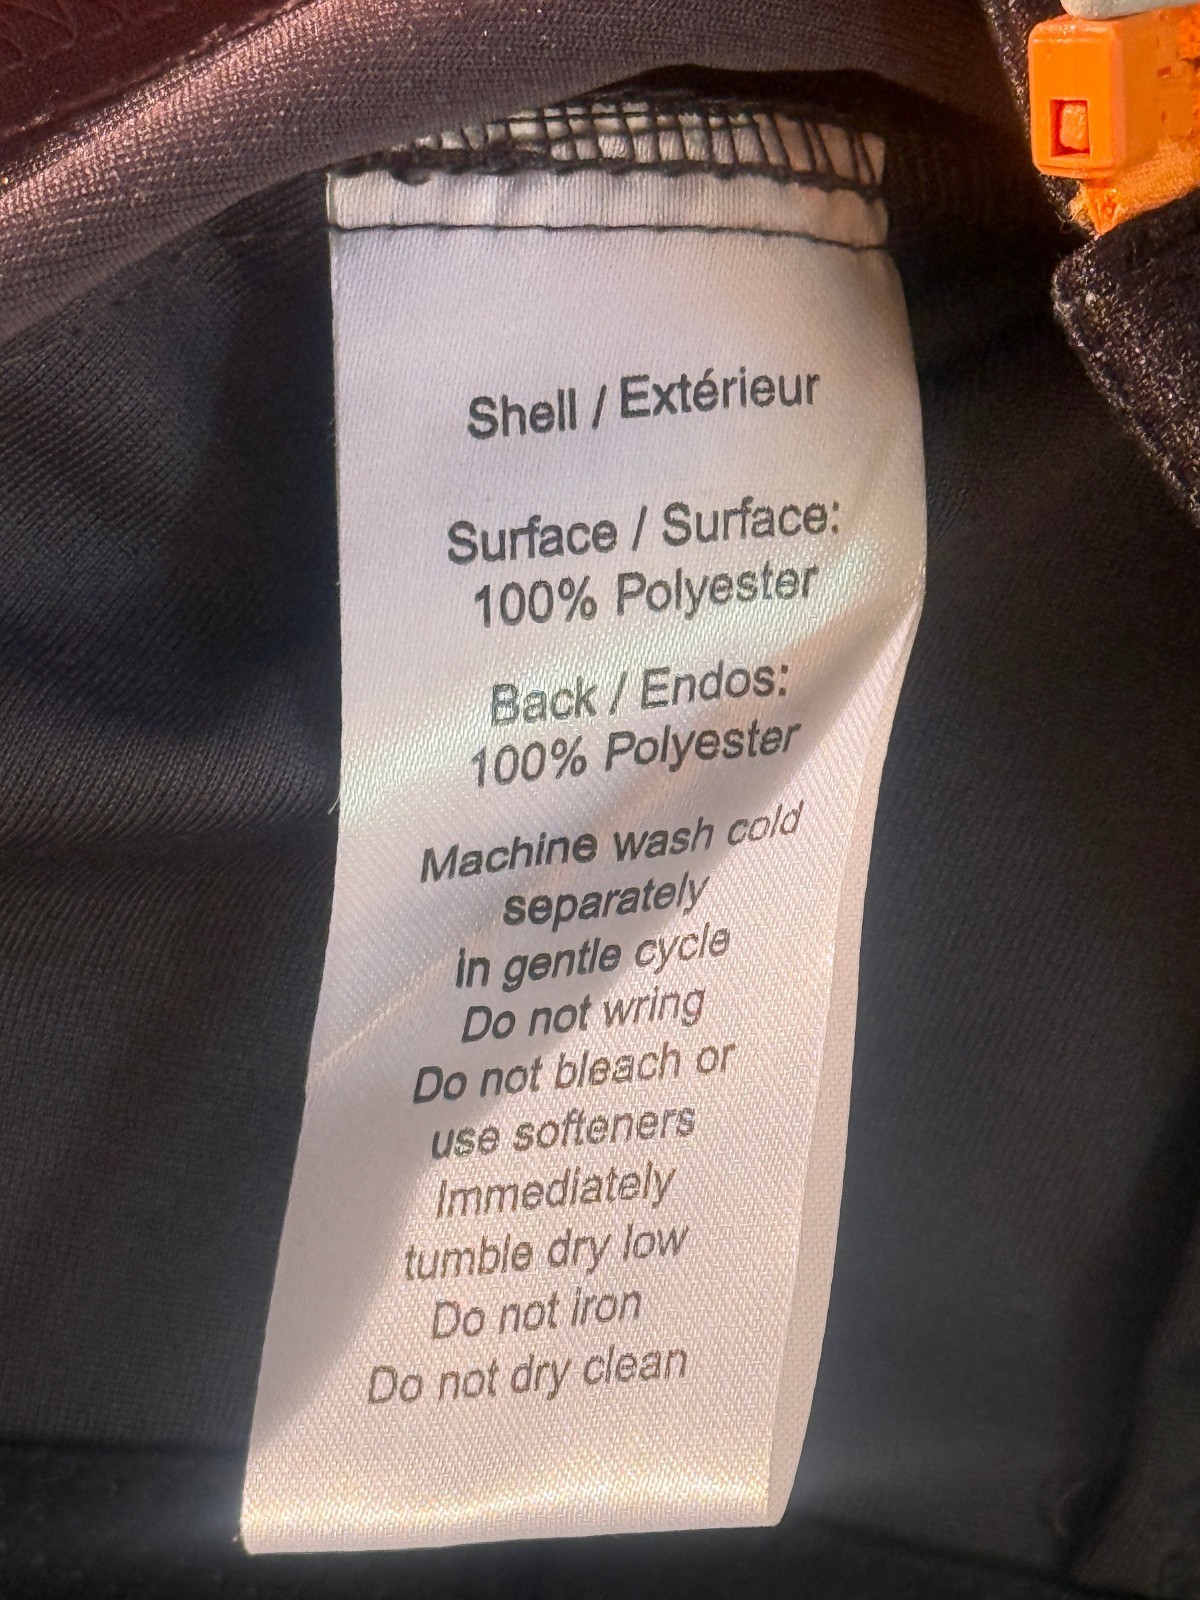 Shell / Extérieur
Surface / Surface:
100% Polyester
Back / Endos:
100% Polyester
Machine wash cold
separately
in gentle cycle
Do not wring
Do not bleach or
use softeners
Immediately
tumble dry low
Do not iron
Do not dry clean